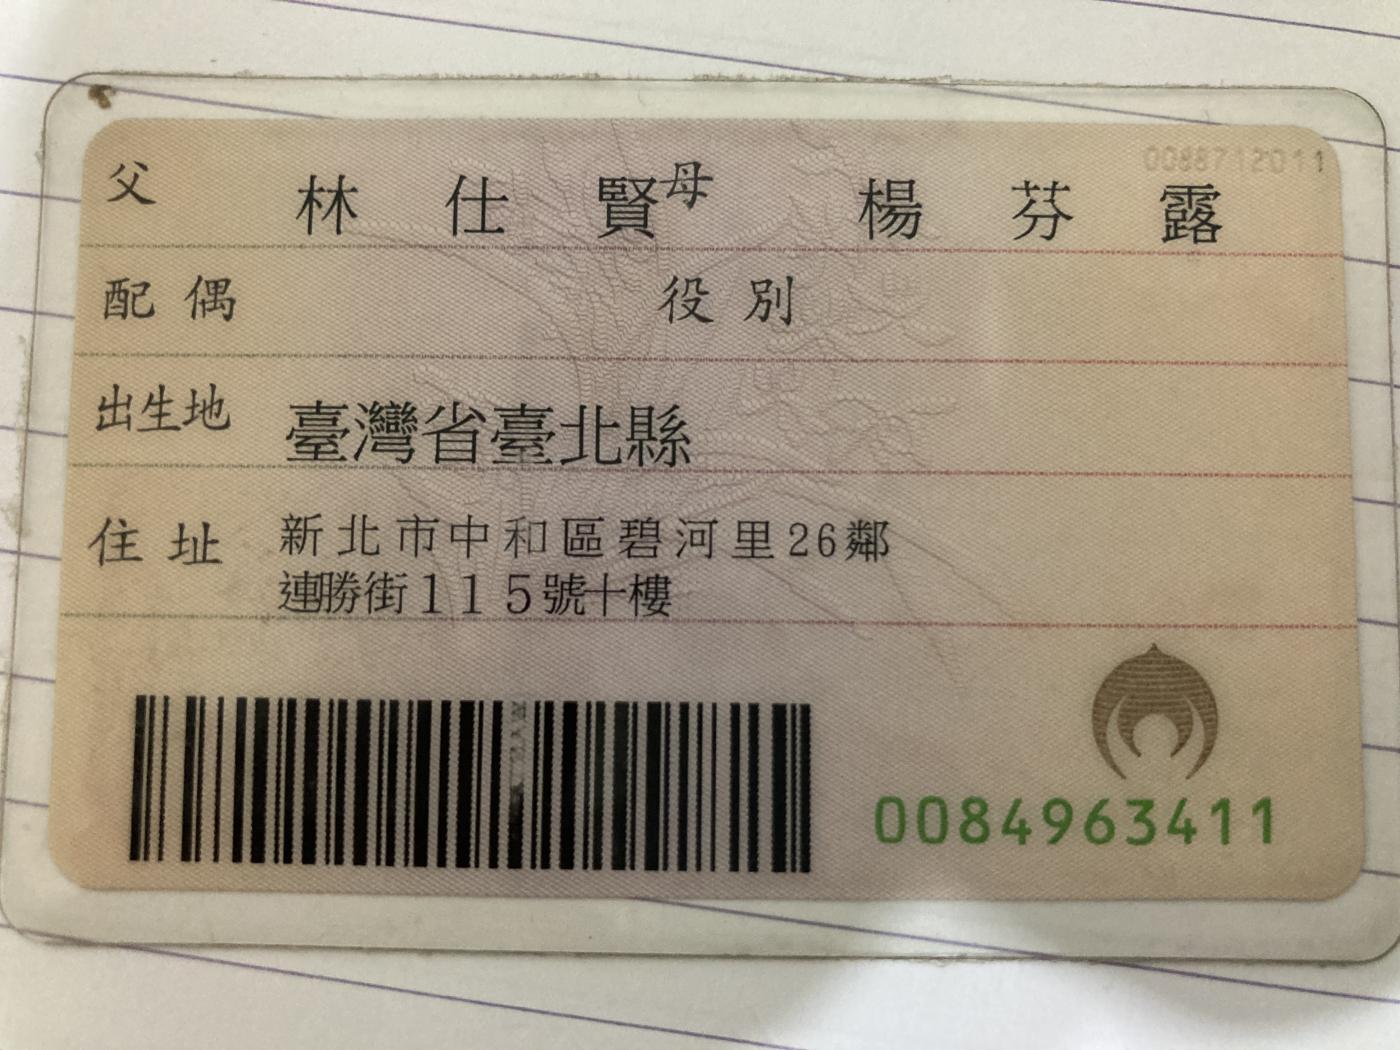 0088712011
父 林仕賢 母 楊芬露
配偶 役別
出生地 臺灣省臺北縣
住址 新北市中和區碧河里26鄰
連勝街115號十樓
0084963411